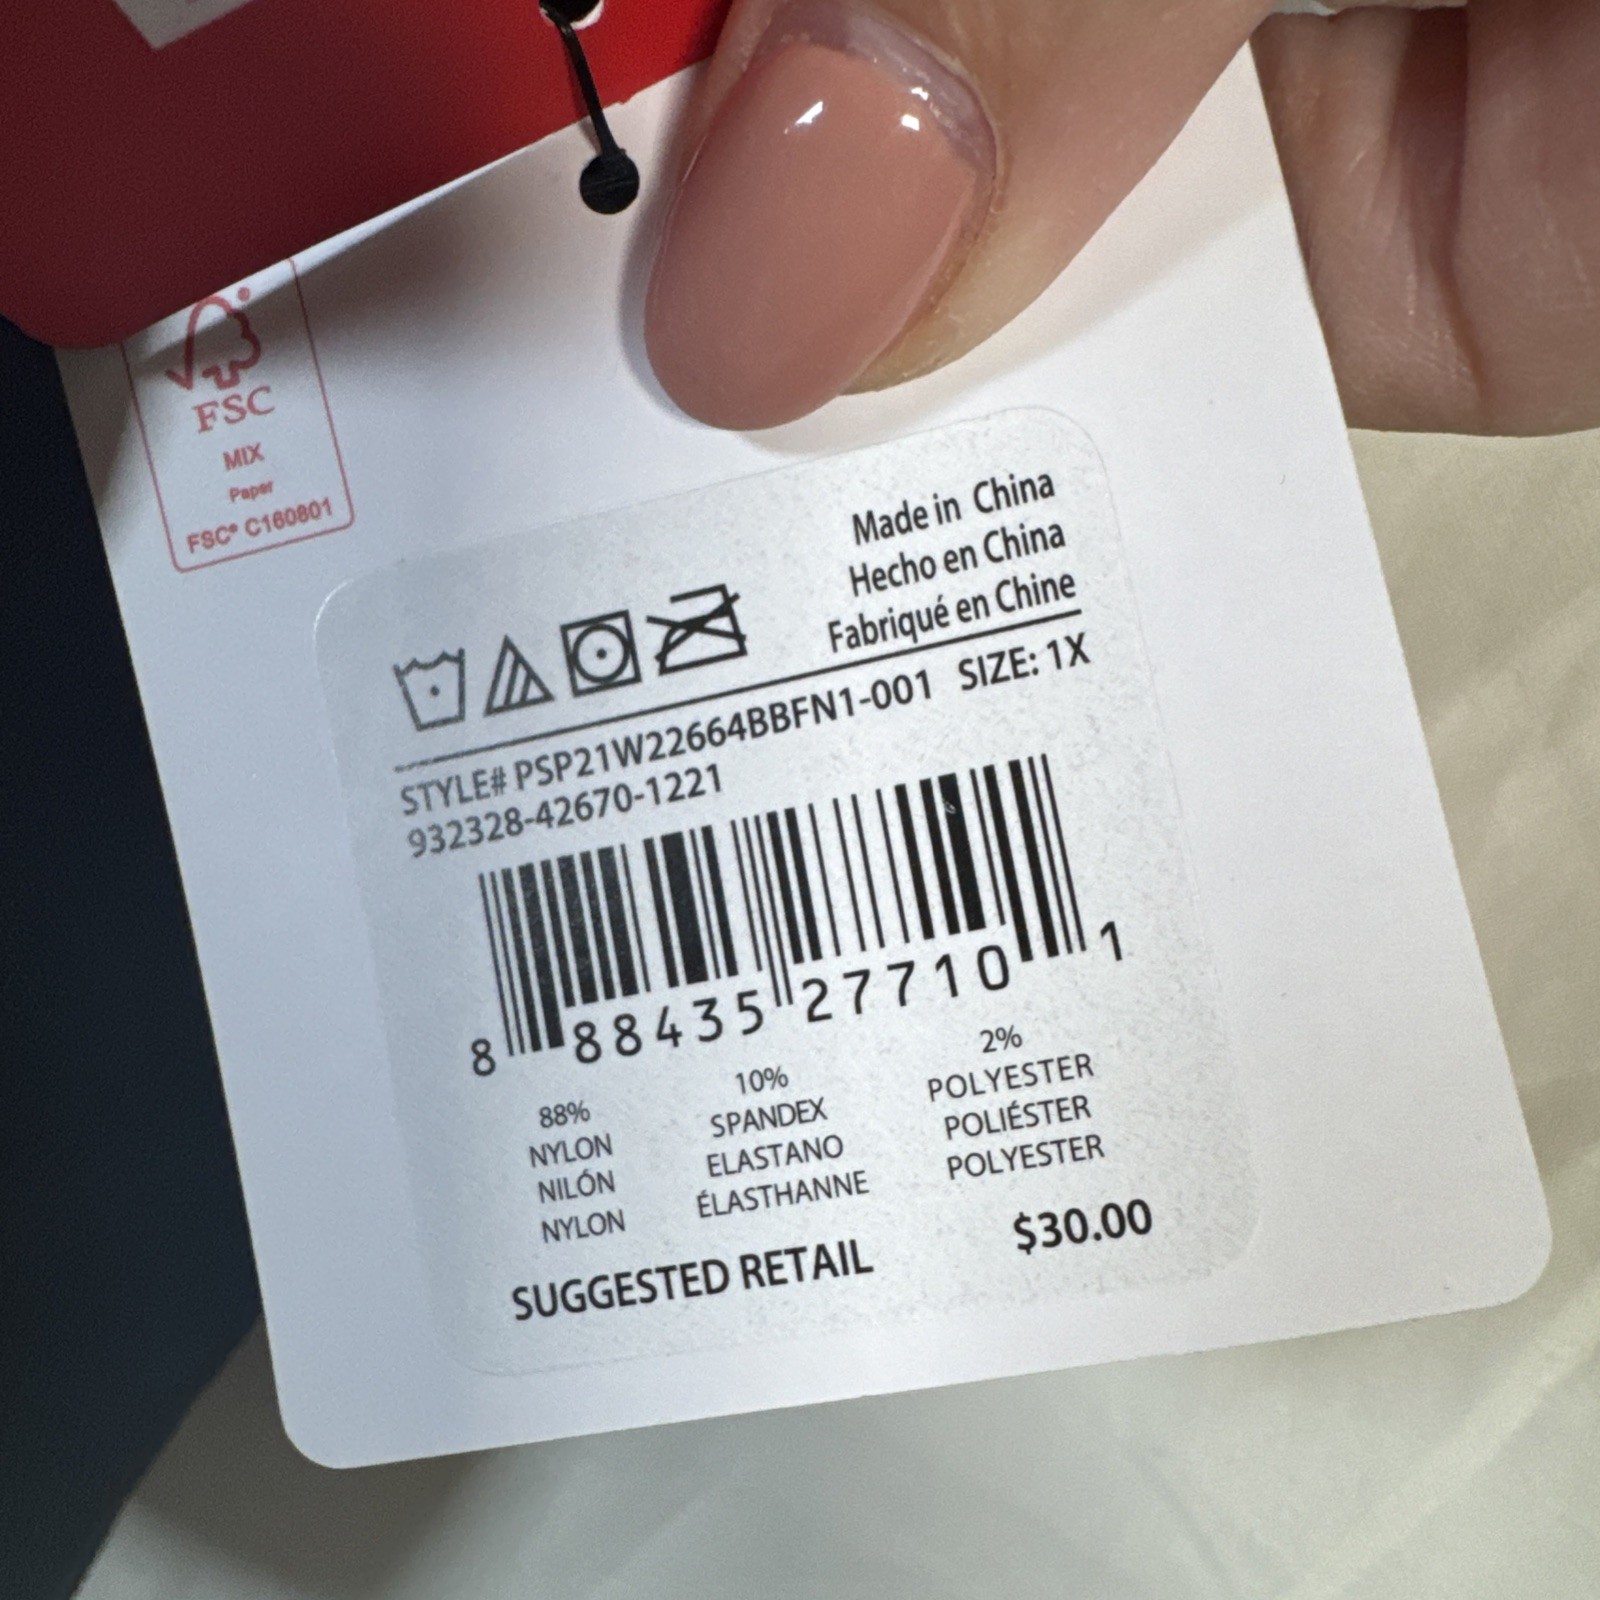 FSC
MIX
Paper
FSC® C160801
Made in China
Hecho en China
Fabriqué en Chine
STYLE# PSP21W22664BBFN1-001 SIZE: 1X
932328-42670-1221
8 88435 27710 1
88%
NYLON
NILÓN
NYLON
10%
SPANDEX
ELASTANO
ÉLASTHANNE
2%
POLYESTER
POLIÉSTER
POLYESTER
SUGGESTED RETAIL $30.00